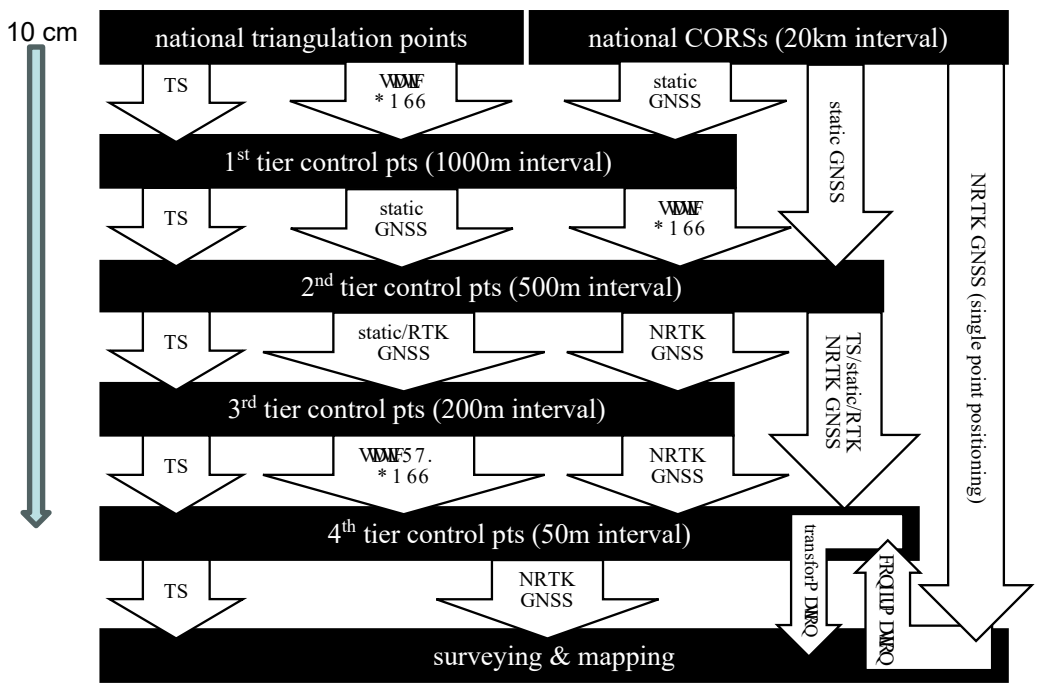 10 cm
national triangulation points
national CORSs (20km interval)
TS
static
GNSS
static GNSS
NRTK GNSS (single point positioning)
1st tier control pts (1000m interval)
TS
static
GNSS
2nd tier control pts (500m interval)
TS
static/RTK
GNSS
NRTK
GNSS
TS/static/RTK
NRTK GNSS
3rd tier control pts (200m interval)
TS
NRTK
GNSS
4th tier control pts (50m interval)
TS
NRTK
GNSS
surveying & mapping